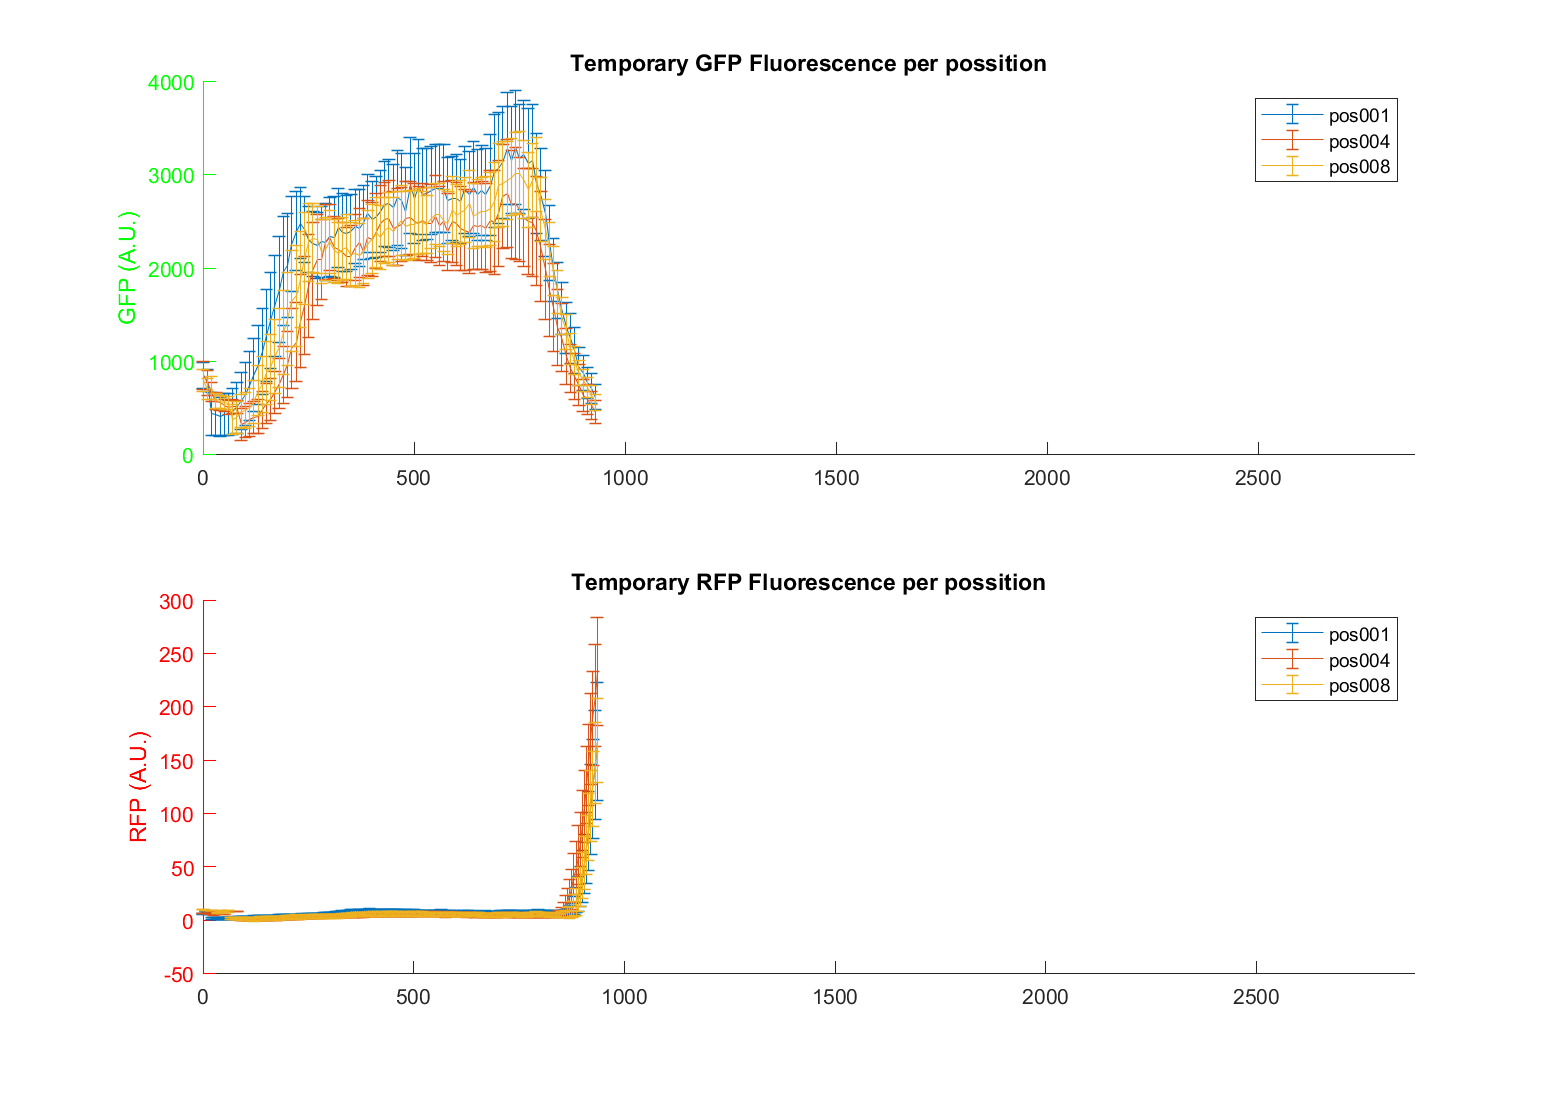 Temporary GFP Fluorescence per possition
4000
3000
2000
1000
0
GFP (A.U.)
0 500 1000 1500 2000 2500
pos001
pos004
pos008
Temporary RFP Fluorescence per possition
300
250
200
150
100
50
0
-50
RFP (A.U.)
0 500 1000 1500 2000 2500
pos001
pos004
pos008